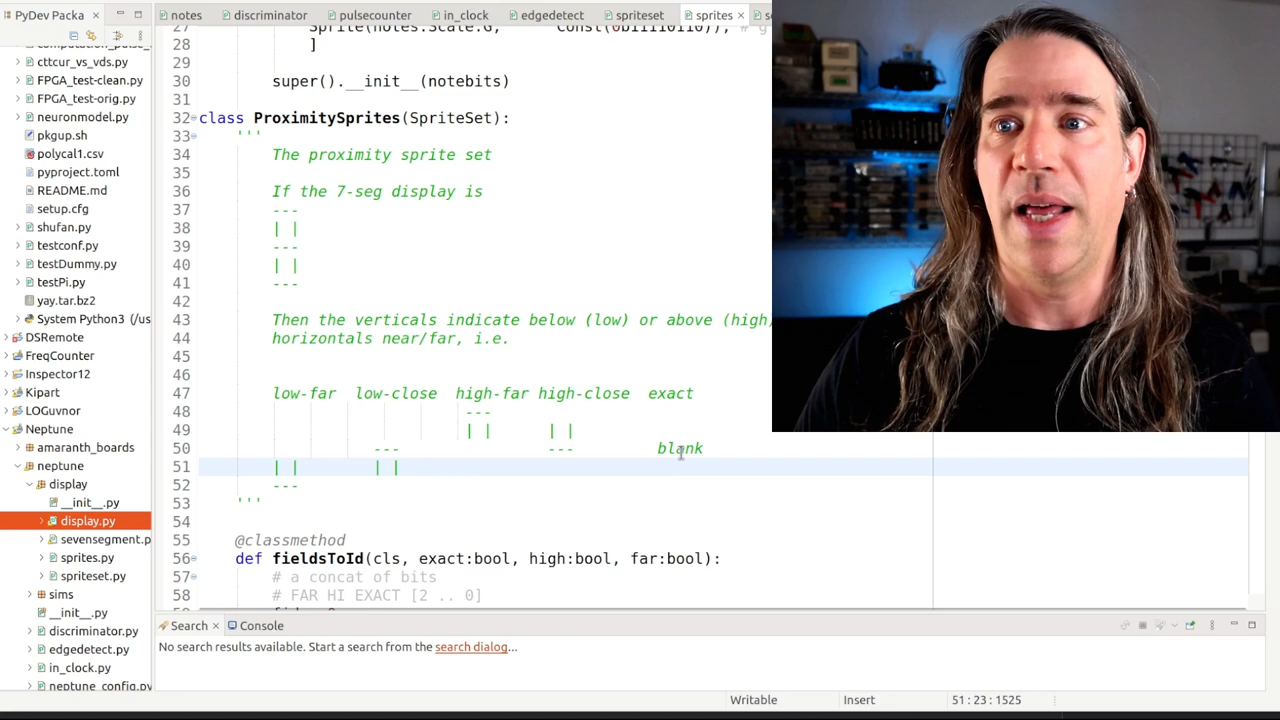 PyDev Packa
notes
discriminator
pulsecounter
in_clock
edgedetect
spriteset
sprites
cttcur_vs_vds.py
FPGA_test-clean.py
FPGA_test-orig.py
neuronmodel.py
pkgup.sh
polycal1.csv
pyproject.toml
README.md
setup.cfg
shufan.py
testconf.py
testDummy.py
testPi.py
yay.tar.bz2
System Python3 (/us
DSRemote
FreqCounter
Inspector12
Kipart
LOGuvnor
Neptune
amaranth_boards
neptune
display
__init__.py
display.py
sevensegment.p
sprites.py
spriteset.py
sims
__init__.py
discriminator.py
edgedetect.py
in_clock.py
neptune_config.py
28 ]
29
30 super().__init__(notebits)
31
32 class ProximitySprites(SpriteSet):
33 '''
34 The proximity sprite set
35
36 If the 7-seg display is
37 ---
38 | |
39 ---
40 | |
41 ---
42
43 Then the verticals indicate below (low) or above (high)
44 horizontals near/far, i.e.
45
46
47 low-far low-close high-far high-close exact
48 ---
49 | | | |
50 --- --- blank
51 | | | |
52 ---
53 '''
54
55 @classmethod
56 def fieldsToId(cls, exact:bool, high:bool, far:bool):
57 # a concat of bits
58 # FAR HI EXACT [2 .. 0]
Search
Console
No search results available. Start a search from the search dialog...
Writable
Insert
51 : 23 : 1525